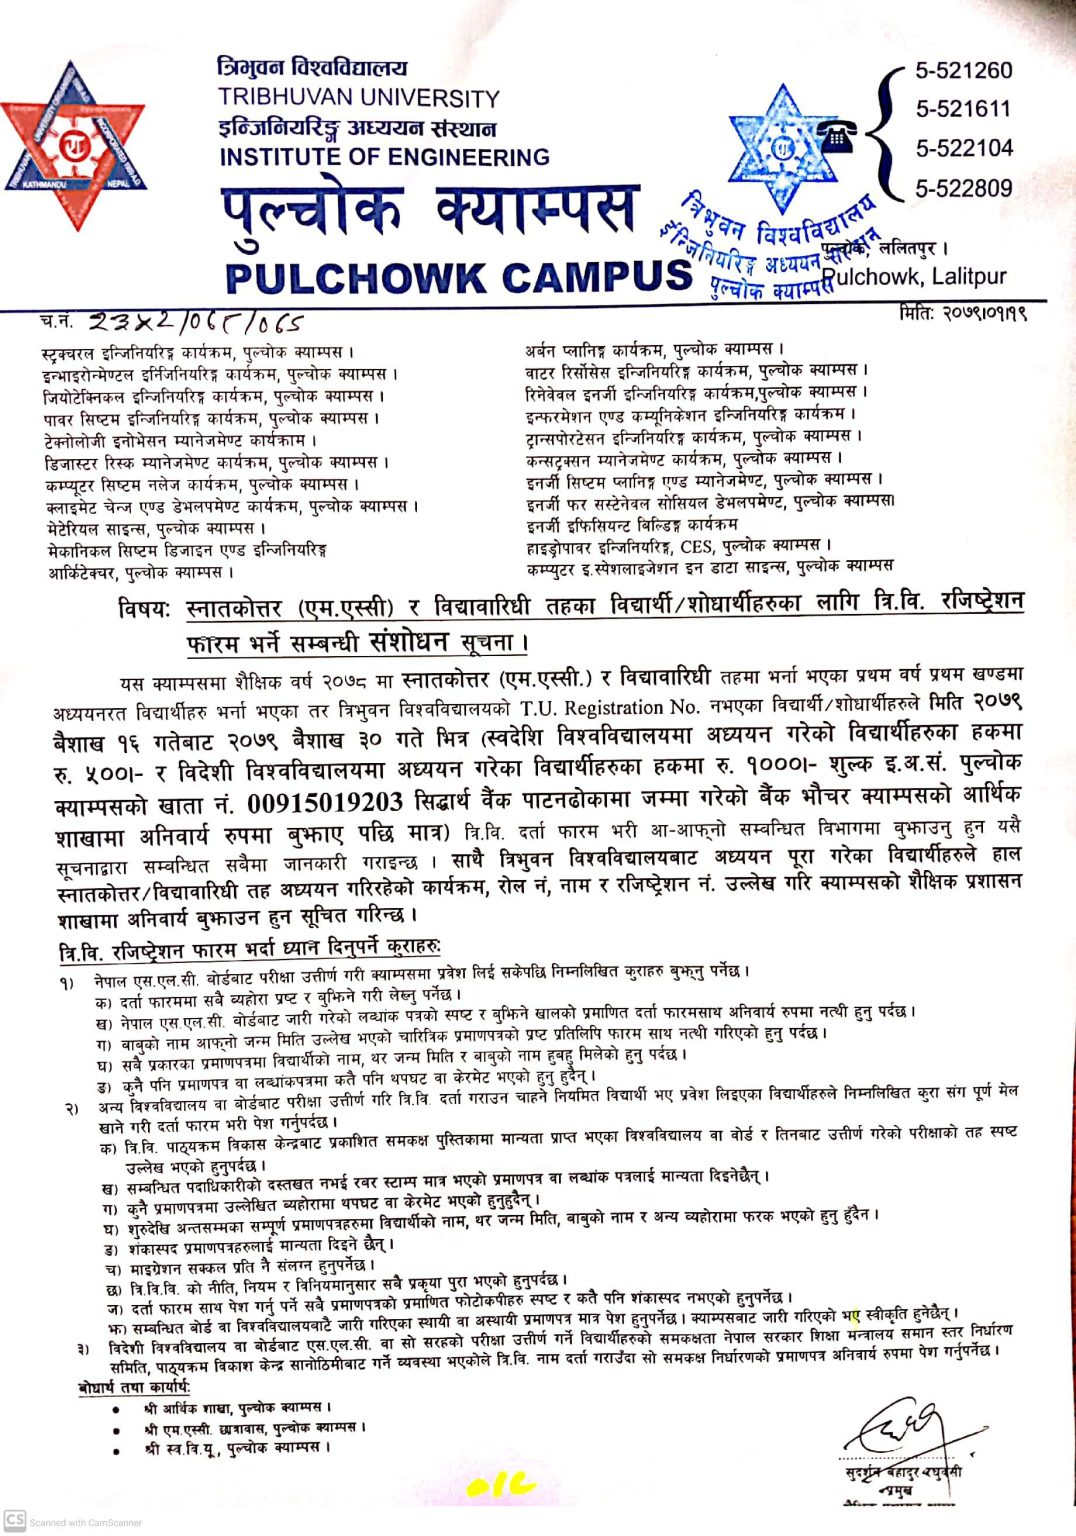 त्रिभुवन विश्वविद्यालय
TRIBHUVAN UNIVERSITY
इन्जिनियरिङ्ग अध्ययन संस्थान
INSTITUTE OF ENGINEERING
पुल्चोक क्याम्पस
PULCHOWK CAMPUS
5-521260
5-521611
5-522104
5-522809
त्रिभुवन विश्वविद्यालय
ईन्जिनियरिङ्ग अध्ययन संस्थान
पुल्चोक क्याम्पस
पुल्चोक, ललितपुर ।
Pulchowk, Lalitpur
KATHMANDU NEPAL
च.नं.
मितिः २०७९।०१।१९
स्ट्रक्चरल इन्जिनियरिङ्ग कार्यक्रम, पुल्चोक क्याम्पस ।
इन्भाइरोन्मेण्टल इनिजिनियरिङ्ग कार्यक्रम, पुल्चोक क्याम्पस ।
जियोटेक्निकल इन्जिनियरिङ्ग कार्यक्रम, पुल्चोक क्याम्पस ।
पावर सिष्टम इन्जिनियरिङ्ग कार्यक्रम, पुल्चोक क्याम्पस ।
टेक्नोलोजी इनोभेसन म्यानेजमेण्ट कार्यक्राम ।
डिजास्टर रिस्क म्यानेजमेण्ट कार्यक्रम, पुल्चोक क्याम्पस ।
कम्प्यूटर सिष्टम नलेज कार्यक्रम, पुल्चोक क्याम्पस ।
क्लाइमेट चेन्ज एण्ड डेभलपमेण्ट कार्यक्रम, पुल्चोक क्याम्पस ।
मेटेरियल साइन्स, पुल्चोक क्याम्पस ।
मेकानिकल सिष्टम डिजाइन एण्ड इन्जिनियरिङ्ग
आर्किटेक्चर, पुल्चोक क्याम्पस ।
अर्बन प्लानिङ्ग कार्यक्रम, पुल्चोक क्याम्पस ।
वाटर रिर्सोसेस इन्जिनियरिङ्ग कार्यक्रम, पुल्चोक क्याम्पस ।
रिनेवेवल इनर्जी इन्जिनियरिङ्ग कार्यक्रम,पुल्चोक क्याम्पस ।
इन्फरमेशन एण्ड कम्यूनिकेशन इन्जिनियरिङ्ग कार्यक्रम ।
ट्रान्सपोरटेसन इन्जिनियरिङ्ग कार्यक्रम, पुल्चोक क्याम्पस ।
कन्सट्रक्सन म्यानेजमेण्ट कार्यक्रम, पुल्चोक क्याम्पस ।
इनर्जी सिष्टम प्लानिङ्ग एण्ड म्यानेजमेण्ट, पुल्चोक क्याम्पस ।
इनर्जी फर सस्टेनेवल सोसियल डेभलपमेण्ट, पुल्चोक क्याम्पस।
इनर्जी इफिसियन्ट बिल्डिङ्ग कार्यक्रम
हाइड्रोपावर इन्जिनियरिङ्ग, CES, पुल्चोक क्याम्पस ।
कम्प्युटर इ.स्पेशलाइजेशन इन डाटा साइन्स, पुल्चोक क्याम्पस
विषयः स्नातकोत्तर (एम.एस्सी) र विद्यावारिधी तहका विद्यार्थी/शोधार्थीहरुका लागि त्रि.वि. रजिष्ट्रेशन
फारम भर्ने सम्बन्धी संशोधन सूचना ।
यस क्याम्पसमा शैक्षिक वर्ष २०७८ मा स्नातकोत्तर (एम.एस्सी.) र विद्यावारिधी तहमा भर्ना भएका प्रथम वर्ष प्रथम खण्डमा
अध्ययनरत विद्यार्थीहरु भर्ना भएका तर त्रिभुवन विश्वविद्यालयको T.U. Registration No. नभएका विद्यार्थी/शोधार्थीहरुले मिति २०७९
बैशाख १६ गतेबाट २०७९ बैशाख ३० गते भित्र (स्वदेशि विश्वविद्यालयमा अध्ययन गरेको विद्यार्थीहरुका हकमा
रु. ५००।- र विदेशी विश्वविद्यालयमा अध्ययन गरेका विद्यार्थीहरुका हकमा रु. १०००।- शुल्क इ.अ.सं. पुल्चोक
क्याम्पसको खाता नं. 00915019203 सिद्धार्थ बैंक पाटनढोकामा जम्मा गरेको बैंक भौचर क्याम्पसको आर्थिक
शाखामा अनिवार्य रुपमा बुझाए पछि मात्र) त्रि.वि. दर्ता फारम भरी आ-आफ्नो सम्बन्धित विभागमा बुझाउनु हुन यसै
सूचनाद्वारा सम्बन्धित सबैमा जानकारी गराइन्छ । साथै त्रिभुवन विश्वविद्यालयबाट अध्ययन पूरा गरेका विद्यार्थीहरुले हाल
स्नातकोत्तर/विद्यावारिधी तह अध्ययन गरिरहेको कार्यक्रम, रोल नं, नाम र रजिष्ट्रेशन नं. उल्लेख गरि क्याम्पसको शैक्षिक प्रशासन
शाखामा अनिवार्य बुझाउन हुन सूचित गरिन्छ ।
त्रि.वि. रजिष्ट्रेशन फारम भर्दा ध्यान दिनुपर्ने कुराहरुः
१) नेपाल एस.एल.सी. बोर्डबाट परीक्षा उत्तीर्ण गरी क्याम्पसमा प्रवेश लिई सकेपछि निम्नलिखित कुराहरु बुझ्नु पर्नेछ ।
क) दर्ता फारममा सबै व्यहोरा प्रष्ट र बुझिने गरी लेख्नु पर्नेछ ।
ख) नेपाल एस.एल.सी. बोर्डबाट जारी गरेको लब्धांक पत्रको स्पष्ट र बुझिने खालको प्रमाणित दर्ता फारमसाथ अनिवार्य रुपमा नत्थी हुनु पर्दछ ।
ग) बाबुको नाम आफ्नो जन्म मिति उल्लेख भएको चारित्रिक प्रमाणपत्रको प्रष्ट प्रतिलिपि फारम साथ नत्थी गरिएको हुनु पर्दछ ।
घ) सबै प्रकारका प्रमाणपत्रमा विद्यार्थीको नाम, थर जन्म मिति र बाबुको नाम हुबहु मिलेको हुनु पर्दछ ।
ङ) कुनै पनि प्रमाणपत्र वा लब्धांकपत्रमा कतै पनि थपघट वा केरमेट भएको हुनु हुदैन् ।
२) अन्य विश्वविद्यालय वा बोर्डबाट परीक्षा उत्तीर्ण गरि त्रि.वि. दर्ता गराउन चाहने नियमित विद्यार्थी भए प्रवेश लिइएका विद्यार्थीहरुले निम्नलिखित कुरा संग पूर्ण मेल
खाने गरी दर्ता फारम भरी पेश गर्नुपर्दछ ।
क) त्रि.वि. पाठ्यक्रम विकास केन्द्रबाट प्रकाशित समकक्ष पुस्तिकामा मान्यता प्राप्त भएका विश्वविद्यालय वा बोर्ड र तिनबाट उत्तीर्ण गरेको परीक्षाको तह स्पष्ट
उल्लेख भएको हुनुपर्दछ ।
ख) सम्बन्धित पदाधिकारीको दस्तखत नभई रवर स्टाम्प मात्र भएको प्रमाणपत्र वा लब्धांक पत्रलाई मान्यता दिइनेछैन् ।
ग) कुनै प्रमाणपत्रमा उल्लेखित ब्यहोरामा थपघट वा केरमेट भएको हुनुहुदैन् ।
घ) शुरुदेखि अन्तसम्मका सम्पूर्ण प्रमाणपत्रहरुमा विद्यार्थीको नाम, थर जन्म मिति, बाबुको नाम र अन्य व्यहोरामा फरक भएको हुनु हुँदैन ।
ङ) शंकास्पद प्रमाणपत्रहरुलाई मान्यता दिइने छैन् ।
च) माइग्रेशन सक्कल प्रति नै संलग्न हुनुपर्नेछ ।
छ) त्रि.वि.वि. को नीति, नियम र विनियमानुसार सबै प्रकृया पुरा भएको हुनुपर्दछ ।
ज) दर्ता फारम साथ पेश गर्नु पर्ने सबै प्रमाणपत्रको प्रमाणित फोटोकपीहरु स्पष्ट र कतै पनि शंकास्पद नभएको हुनुपर्नेछ ।
झ) सम्बन्धित बोर्ड वा विश्वविद्यालयबाटै जारी गरिएका स्थायी वा अस्थायी प्रमाणपत्र मात्र पेश हुनुपर्नेछ । क्याम्पसबाट जारी गरिएको भए स्वीकृति हुनेछैन् ।
३) विदेशी विश्वविद्यालय वा बोर्डबाट एस.एल.सी. वा सो सरहको परीक्षा उत्तीर्ण गर्ने विद्यार्थीहरुको समकक्षता नेपाल सरकार शिक्षा मन्त्रालय समान स्तर निर्धारण
समिति, पाठ्यक्रम विकाश केन्द्र सानोठिमीबाट गर्ने व्यवस्था भएकोले त्रि.वि. नाम दर्ता गराउँदा सो समकक्ष निर्धारणको प्रमाणपत्र अनिवार्य रुपमा पेश गर्नुपर्नेछ ।
बोधार्थ तथा कार्यार्थः
• श्री आर्थिक शाखा, पुल्चोक क्याम्पस ।
• श्री एम.एस्सी. छात्रावास, पुल्चोक क्याम्पस ।
• श्री स्व.वि.यू., पुल्चोक क्याम्पस ।
सुदर्शन बहादुर रघुवंसी
प्रमुख
CS Scanned with CamScanner